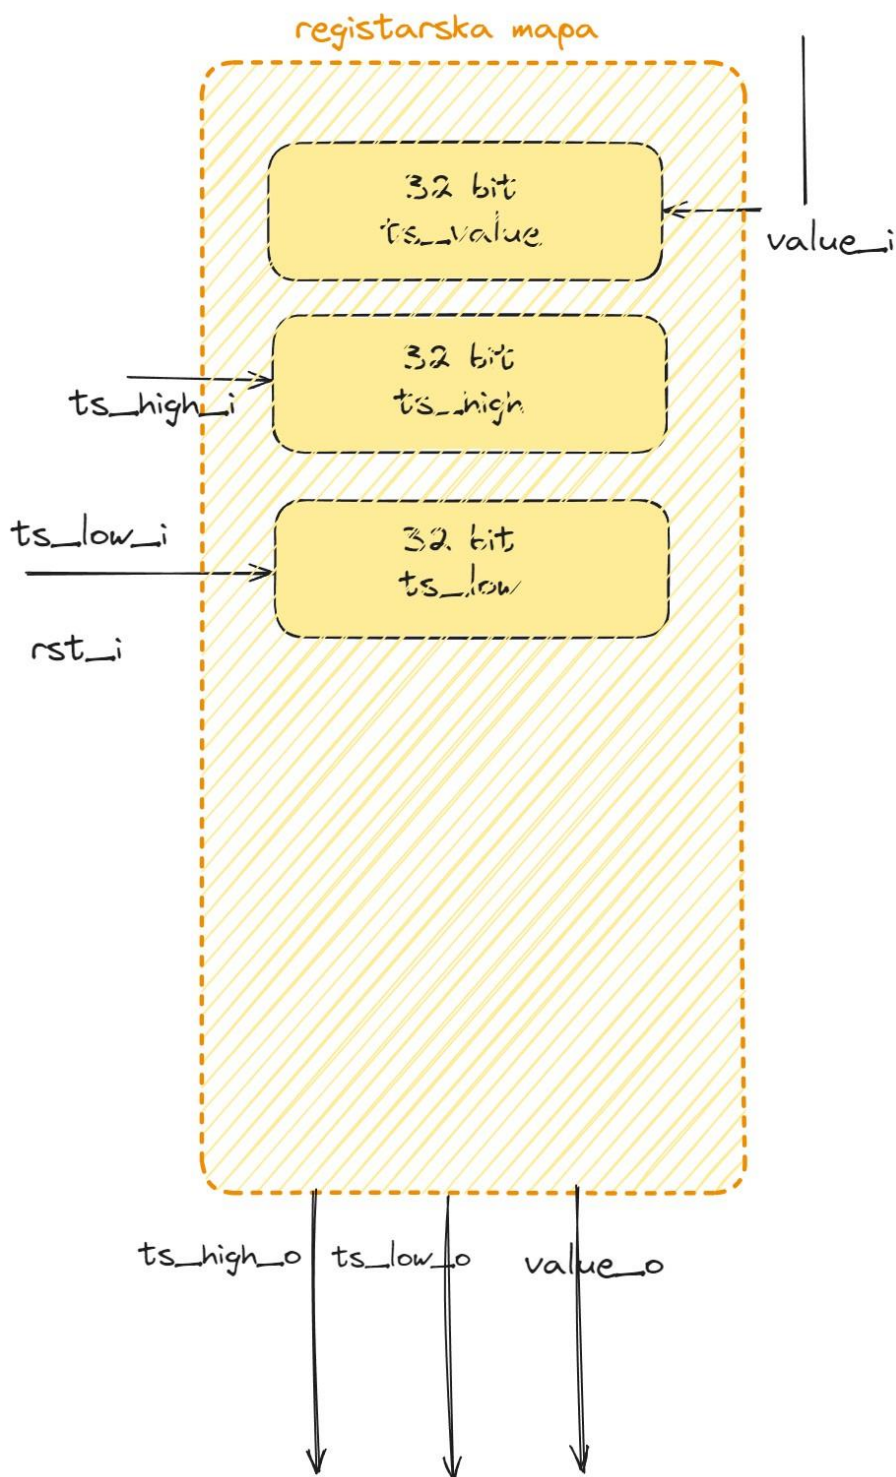 registarska mapa
32 bit
ts_value
value_i
32 bit
ts_high
ts_high_i
32 bit
ts_low
ts_low_i
rst_i
ts_high_o
ts_low_o
value_o